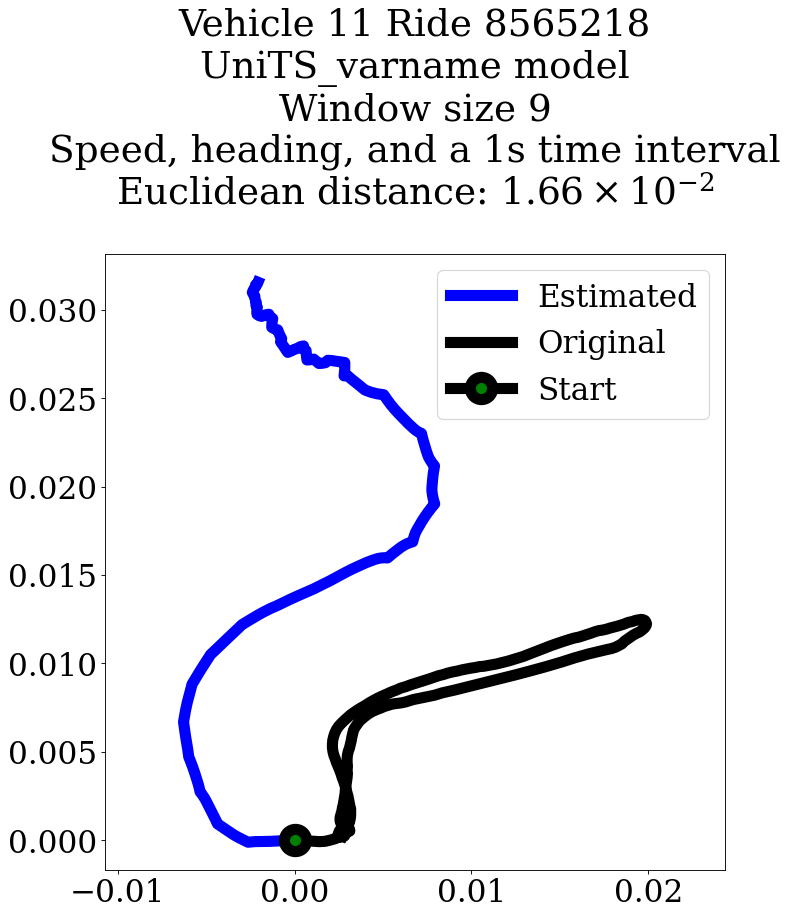 Vehicle 11 Ride 8565218
UniTS_varname model
Window size 9
Speed, heading, and a 1s time interval
Euclidean distance: 1.66 × 10⁻²
Estimated
Original
Start
0.030
0.025
0.020
0.015
0.010
0.005
0.000
−0.01 0.00 0.01 0.02